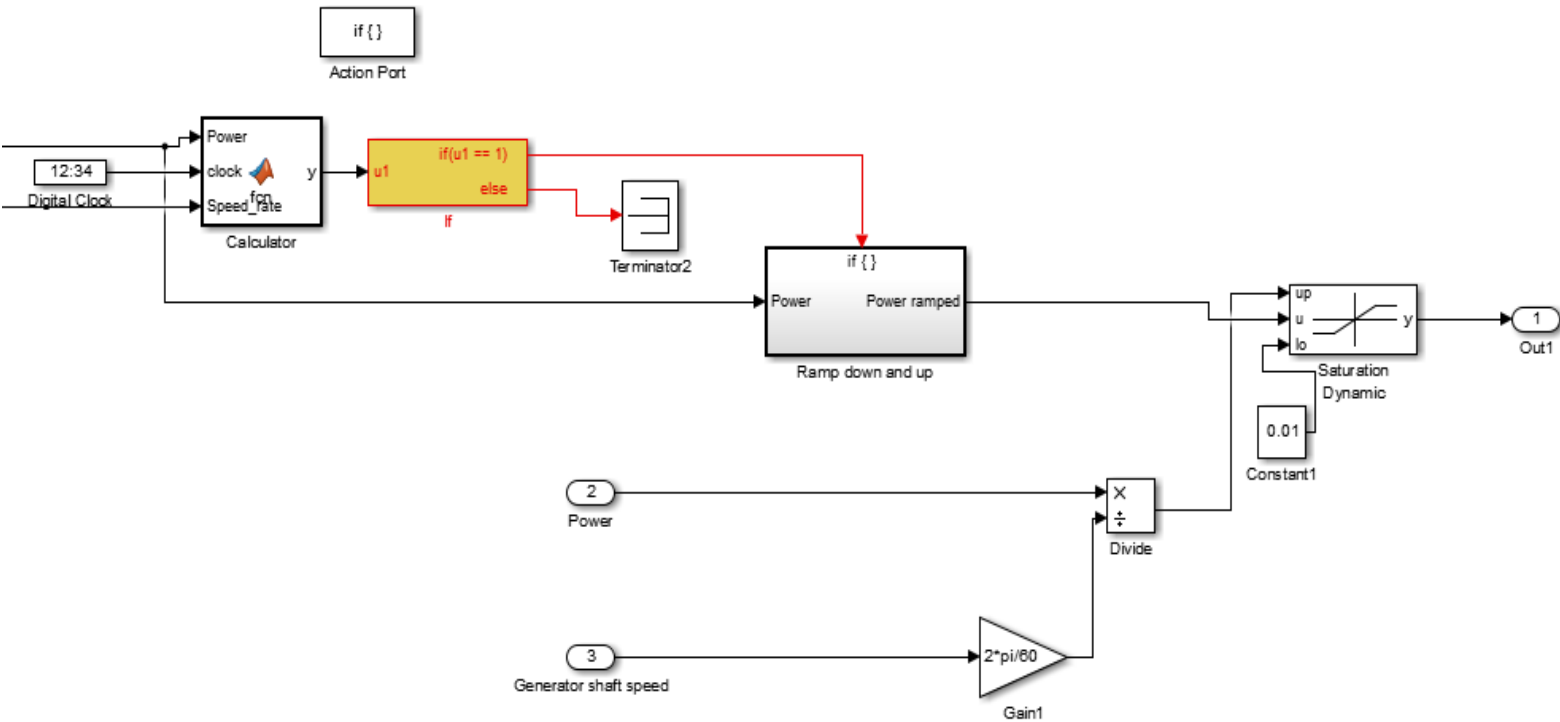 if { }
Action Port
Power
12:34
clock
y
fcn
Digital Clock
Speed_rate
Calculator
u1
if(u1 == 1)
else
If
Terminator2
if { }
Power
Power ramped
Ramp down and up
up
u
lo
y
Saturation
Dynamic
1
Out1
0.01
Constant1
2
Power
×
÷
Divide
3
Generator shaft speed
2*pi/60
Gain1